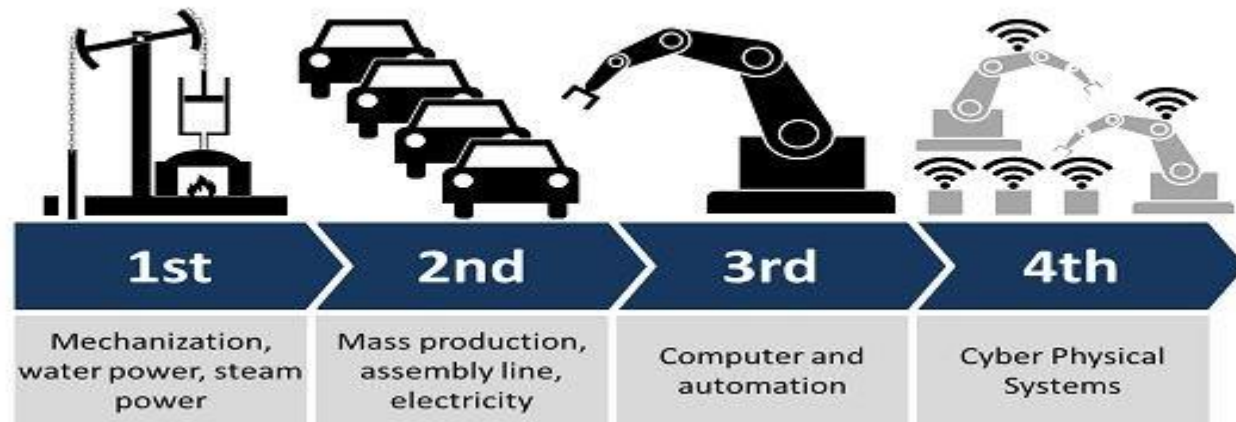 1st
2nd
3rd
4th
Mechanization,
water power, steam
power
Mass production,
assembly line,
electricity
Computer and
automation
Cyber Physical
Systems